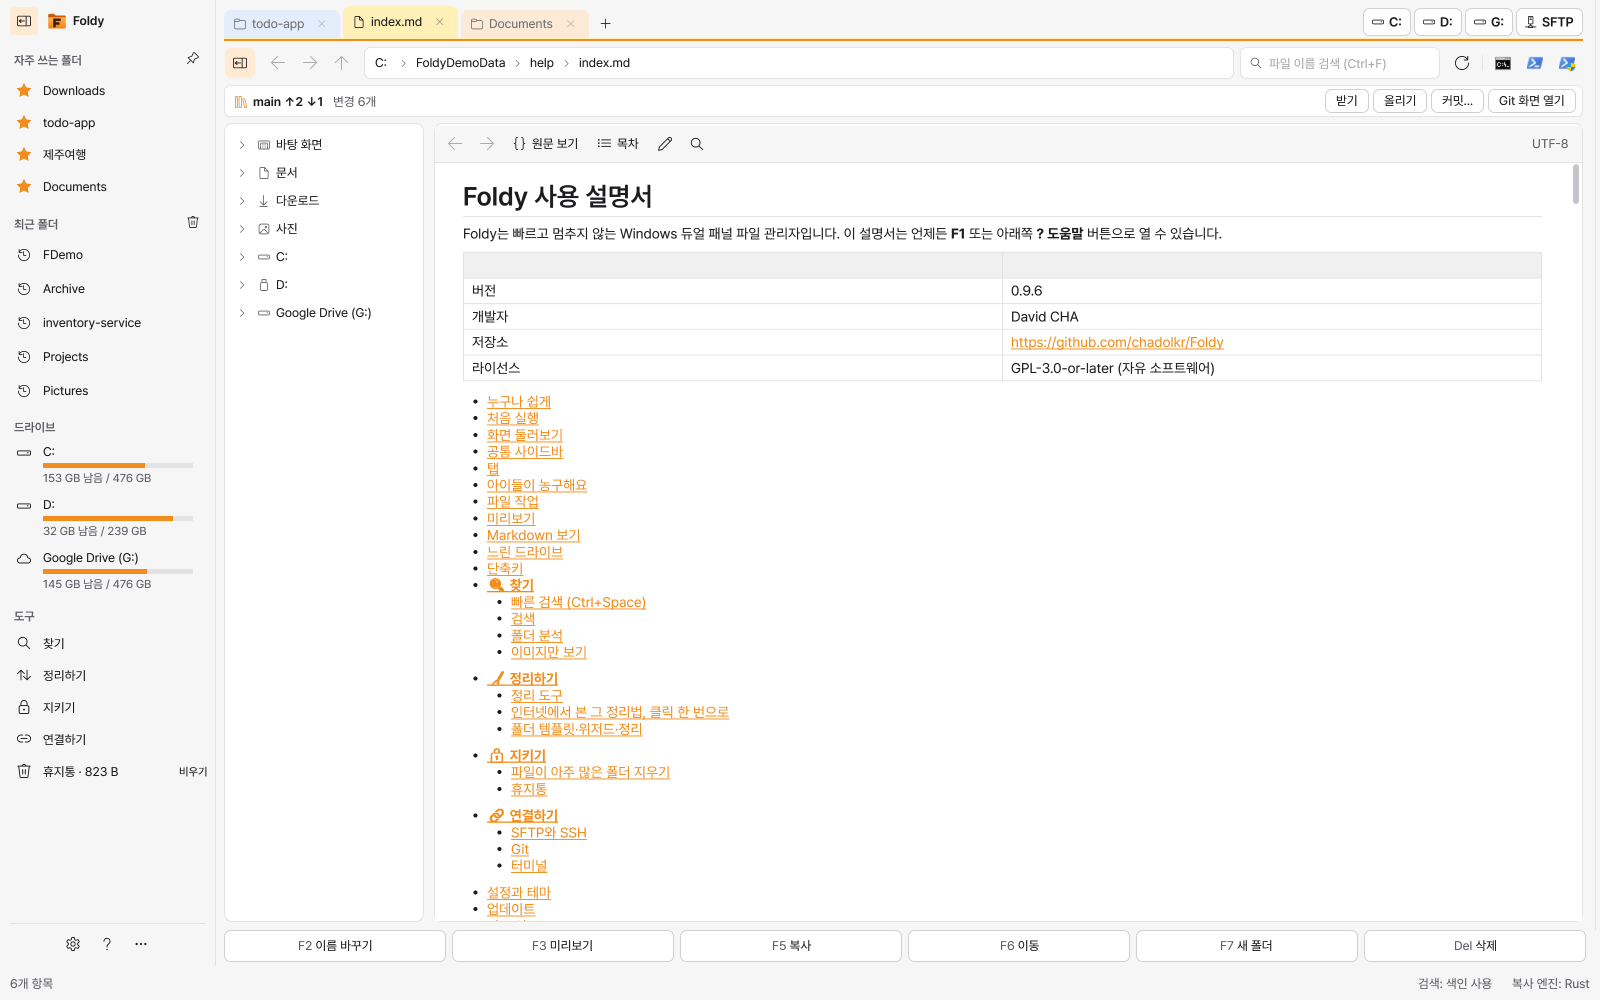 Foldy
자주 쓰는 폴더
Downloads
todo-app
제주여행
Documents
최근 폴더
FDemo
Archive
inventory-service
Projects
Pictures
드라이브
C:
153 GB 남음 / 476 GB
D:
32 GB 남음 / 239 GB
Google Drive (G:)
145 GB 남음 / 476 GB
도구
찾기
정리하기
지키기
연결하기
휴지통 · 823 B 비우기
6개 항목
todo-app
index.md
Documents
C: D: G: SFTP
C: > FoldyDemoData > help > index.md
파일 이름 검색 (Ctrl+F)
main ↑2 ↓1 변경 6개
받기 올리기 커밋... Git 화면 열기
바탕 화면
문서
다운로드
사진
C:
D:
Google Drive (G:)
{ } 원문 보기 목차 UTF-8
Foldy 사용 설명서
Foldy는 빠르고 멈추지 않는 Windows 듀얼 패널 파일 관리자입니다. 이 설명서는 언제든 F1 또는 아래쪽 ? 도움말 버튼으로 열 수 있습니다.
버전 0.9.6
개발자 David CHA
저장소 https://github.com/chadolkr/Foldy
라이선스 GPL-3.0-or-later (자유 소프트웨어)
• 누구나 쉽게
• 처음 실행
• 화면 둘러보기
• 공통 사이드바
• 탭
• 아이들이 농구해요
• 파일 작업
• 미리보기
• Markdown 보기
• 느린 드라이브
• 단축키
• 찾기
• 빠른 검색 (Ctrl+Space)
• 검색
• 폴더 분석
• 이미지만 보기
• 정리하기
• 정리 도구
• 인터넷에서 본 그 정리법, 클릭 한 번으로
• 폴더 템플릿·위저드·정리
• 지키기
• 파일이 아주 많은 폴더 지우기
• 휴지통
• 연결하기
• SFTP와 SSH
• Git
• 터미널
• 설정과 테마
• 업데이트
F2 이름 바꾸기
F3 미리보기
F5 복사
F6 이동
F7 새 폴더
Del 삭제
검색: 색인 사용 복사 엔진: Rust